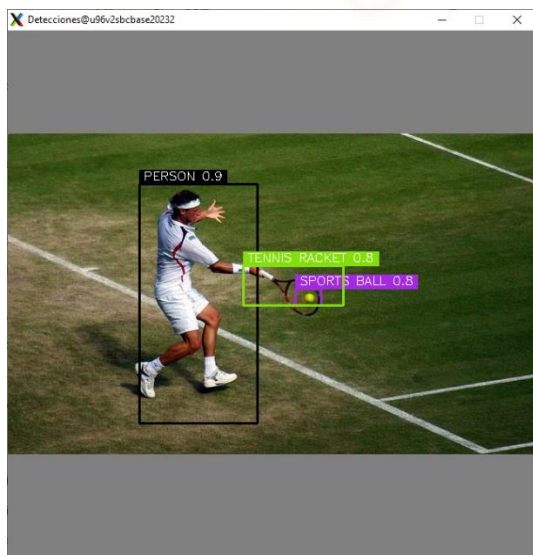 Detecciones@u96v2sbcbase20232
PERSON 0.9
TENNIS RACKET 0.8
SPORTS BALL 0.8